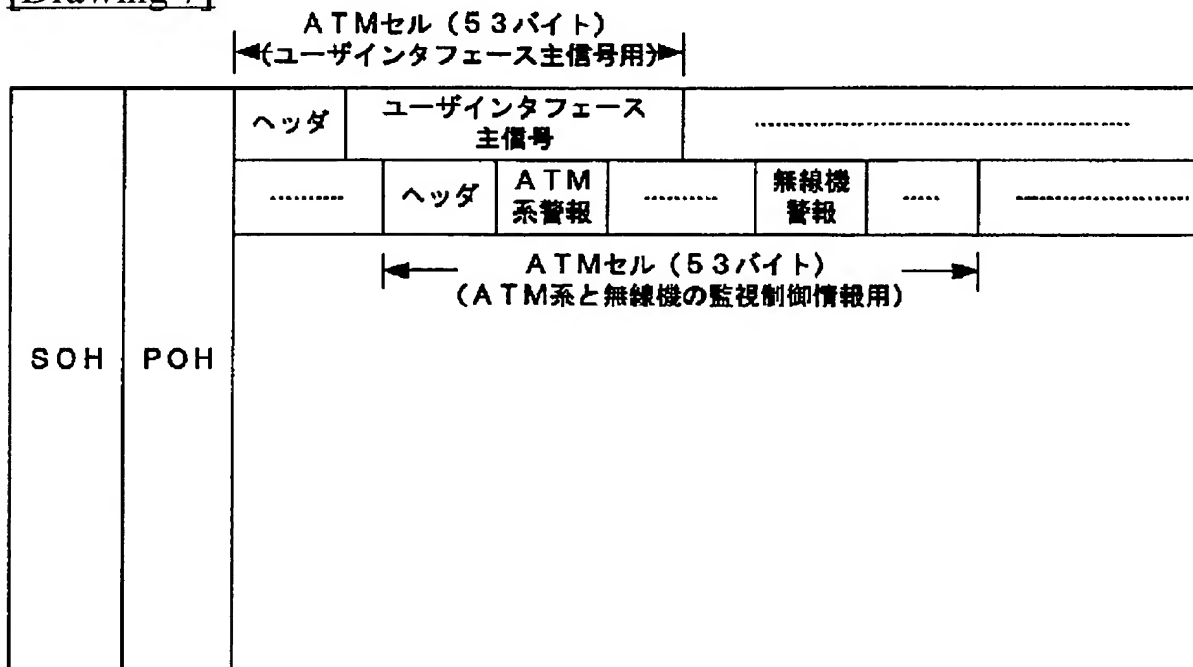 [Drawing 7]
ATMセル(53バイト)
(ユーザインタフェース主信号用)
ヘッダ
ユーザインタフェース
主信号
ヘッダ
ATM
系警報
無線機
警報
ATMセル(53バイト)
(ATM系と無線機の監視制御情報用)
SOH
POH